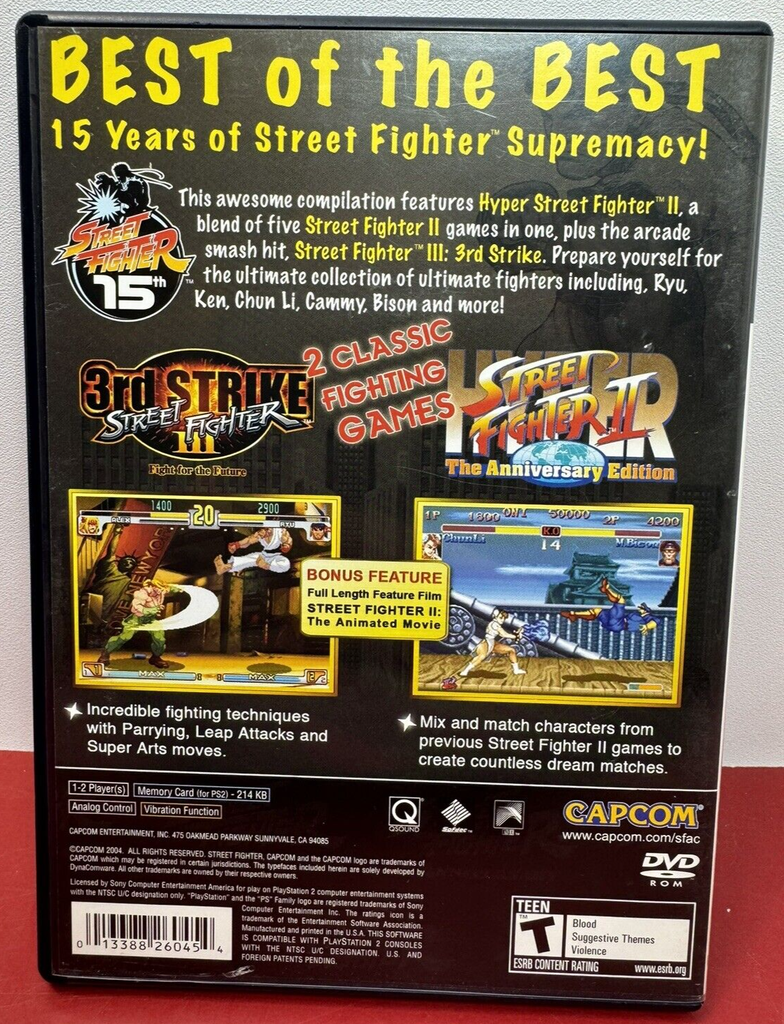 BEST of the BEST
15 Years of Street Fighter™ Supremacy!
STREET
FIGHTER™
15th
This awesome compilation features Hyper Street Fighter™ II, a
blend of five Street Fighter II games in one, plus the arcade
smash hit, Street Fighter™ III: 3rd Strike. Prepare yourself for
the ultimate collection of ultimate fighters including, Ryu,
Ken, Chun Li, Cammy, Bison and more!
2 CLASSIC
FIGHTING
GAMES
3rd STRIKE
STREET FIGHTER
III
Fight for the Future
HYPER
STREET
FIGHTER II
The Anniversary Edition
1400 20 2900
ALEX RYU
MAX MAX
1P 1800 ONI 50000 2P 4200
KO
ChunLi 14 M.Bison
BONUS FEATURE
Full Length Feature Film
STREET FIGHTER II:
The Animated Movie
Incredible fighting techniques
with Parrying, Leap Attacks and
Super Arts moves.
Mix and match characters from
previous Street Fighter II games to
create countless dream matches.
1-2 Player(s) Memory Card (for PS2) - 214 KB
Analog Control Vibration Function
Q
QSOUND
Sofdec™
CAPCOM®
www.capcom.com/sfac
CAPCOM ENTERTAINMENT, INC. 475 OAKMEAD PARKWAY SUNNYVALE, CA 94085
©CAPCOM 2004. ALL RIGHTS RESERVED. STREET FIGHTER, CAPCOM and the CAPCOM logo are trademarks of
CAPCOM which may be registered in certain jurisdictions. The typefaces included herein are solely developed by
DynaComware. All other trademarks are owned by their respective owners.
Licensed by Sony Computer Entertainment America for play on PlayStation 2 computer entertainment systems
with the NTSC U/C designation only. "PlayStation" and the "PS" Family logo are registered trademarks of Sony
Computer Entertainment Inc. The ratings icon is a
trademark of the Entertainment Software Association.
Manufactured and printed in the U.S.A. THIS SOFTWARE
IS COMPATIBLE WITH PLAYSTATION 2 CONSOLES
WITH THE NTSC U/C DESIGNATION. U.S. AND
FOREIGN PATENTS PENDING.
0 13388 26045 4
DVD
ROM
TEEN
T
Blood
Suggestive Themes
Violence
ESRB CONTENT RATING www.esrb.org